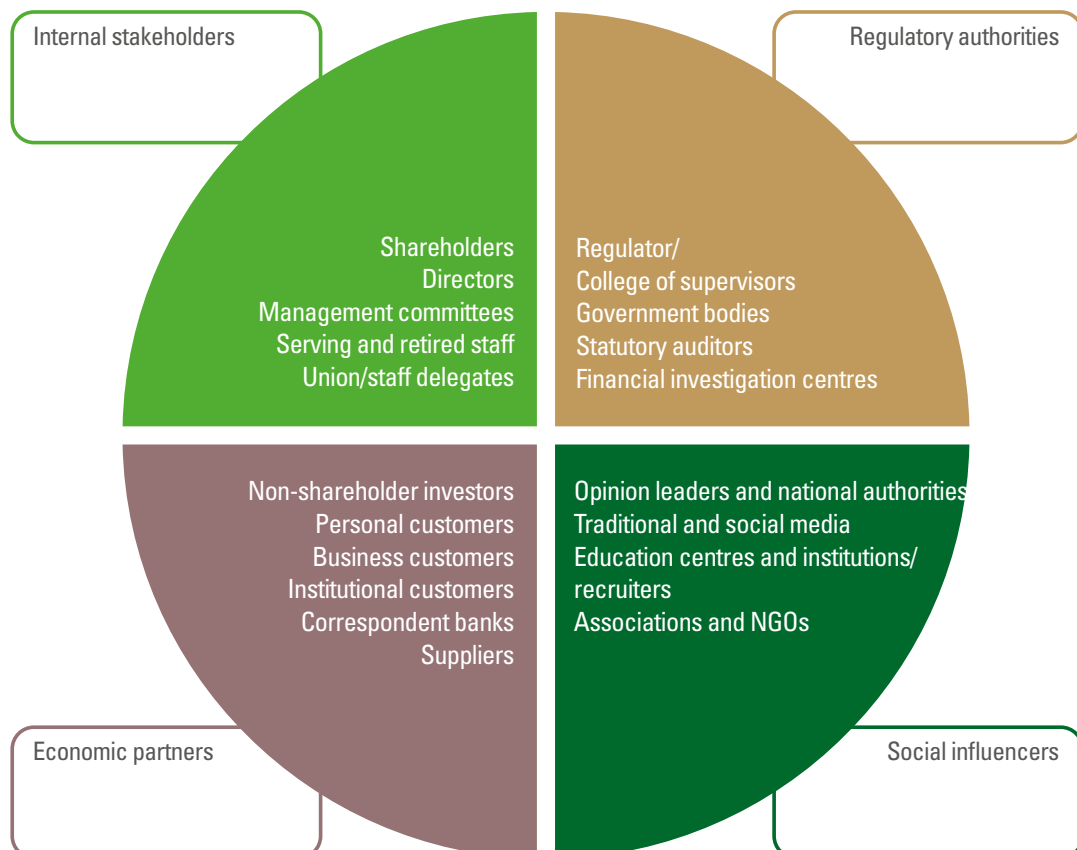 Internal stakeholders
Shareholders
Directors
Management committees
Serving and retired staff
Union/staff delegates
Regulatory authorities
Regulator/
College of supervisors
Government bodies
Statutory auditors
Financial investigation centres
Non-shareholder investors
Personal customers
Business customers
Institutional customers
Correspondent banks
Suppliers
Economic partners
Opinion leaders and national authorities
Traditional and social media
Education centres and institutions/
recruiters
Associations and NGOs
Social influencers